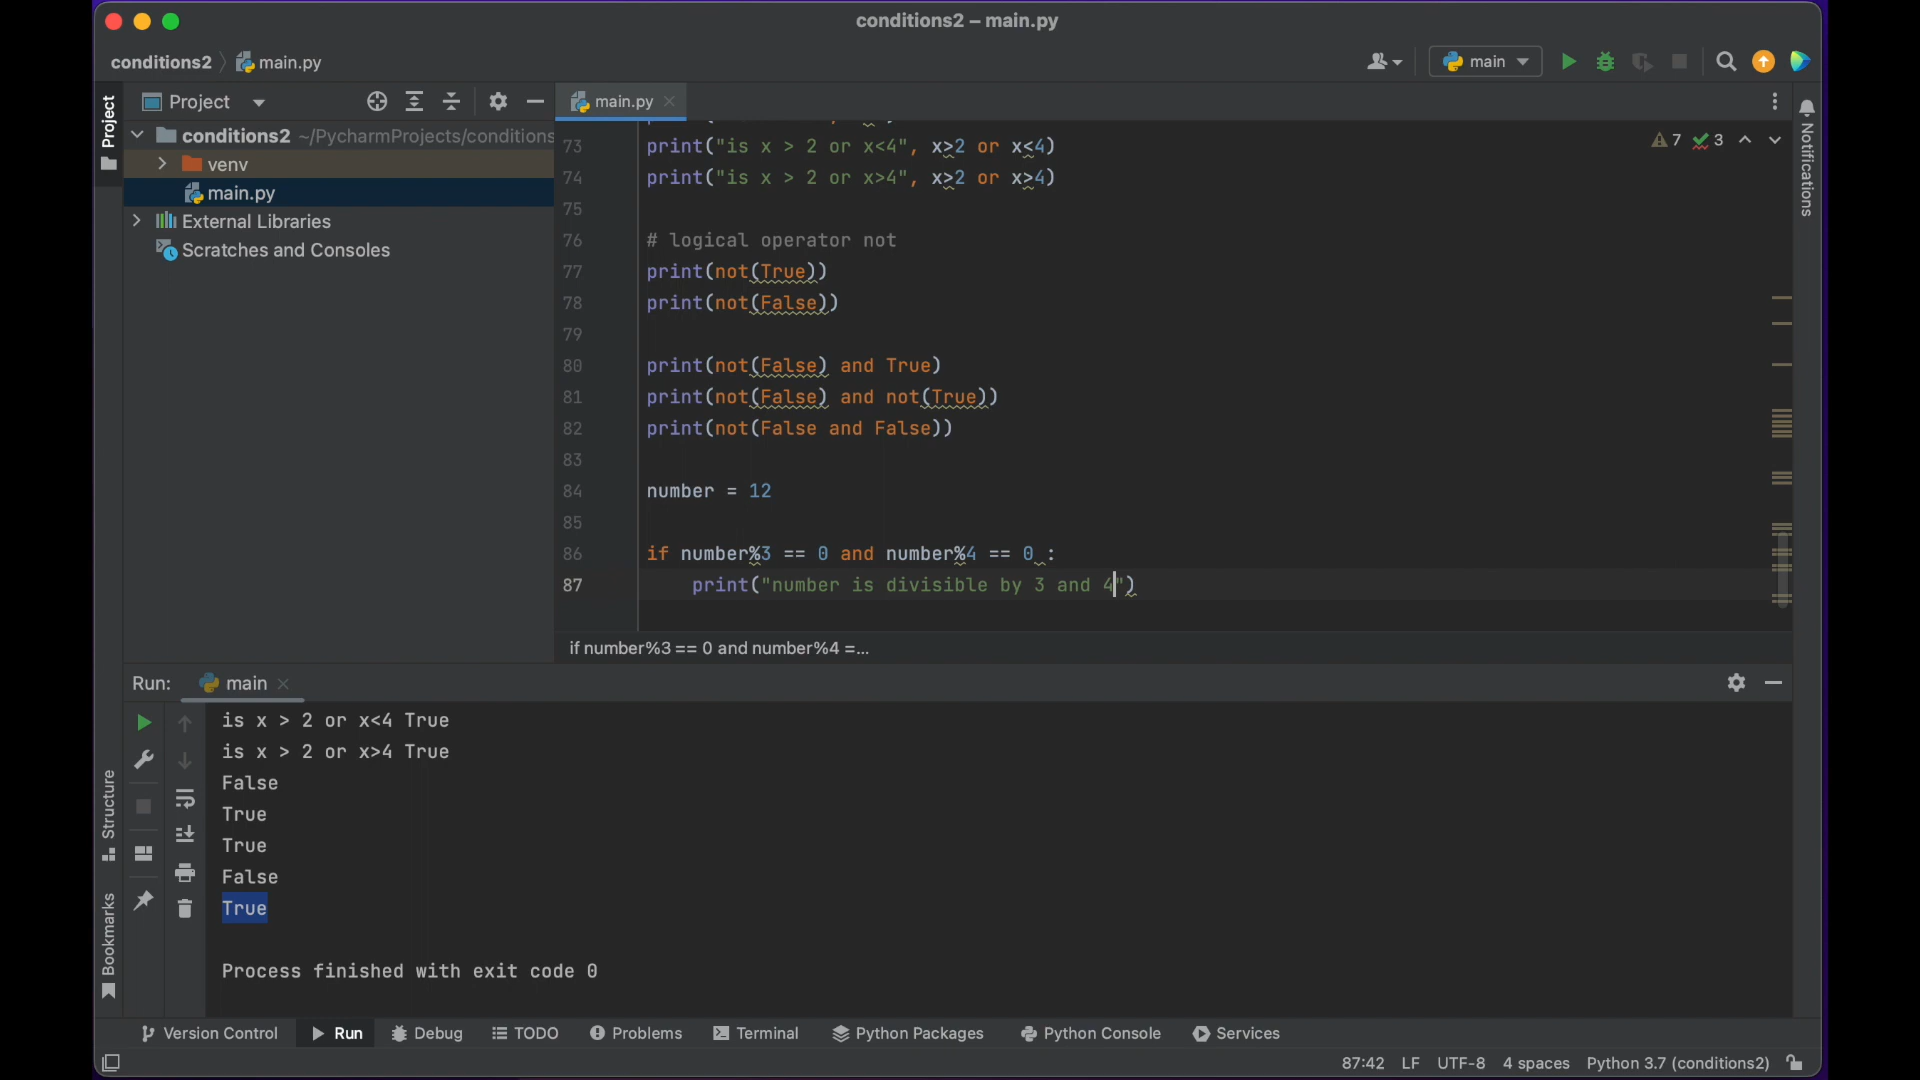 conditions2 – main.py
conditions2
main.py
main
Project
Project
main.py
Notifications
conditions2 ~/PycharmProjects/conditions
venv
main.py
External Libraries
Scratches and Consoles
7 3
73 print("is x > 2 or x<4", x>2 or x<4)
74 print("is x > 2 or x>4", x>2 or x>4)
75
76 # logical operator not
77 print(not(True))
78 print(not(False))
79
80 print(not(False) and True)
81 print(not(False) and not(True))
82 print(not(False and False))
83
84 number = 12
85
86 if number%3 == 0 and number%4 == 0 :
87 print("number is divisible by 3 and 4")
if number%3 == 0 and number%4 =...
Run: main
is x > 2 or x<4 True
is x > 2 or x>4 True
False
True
True
False
True
Process finished with exit code 0
Structure
Bookmarks
Version Control Run Debug TODO Problems Terminal Python Packages Python Console Services
87:42 LF UTF-8 4 spaces Python 3.7 (conditions2)